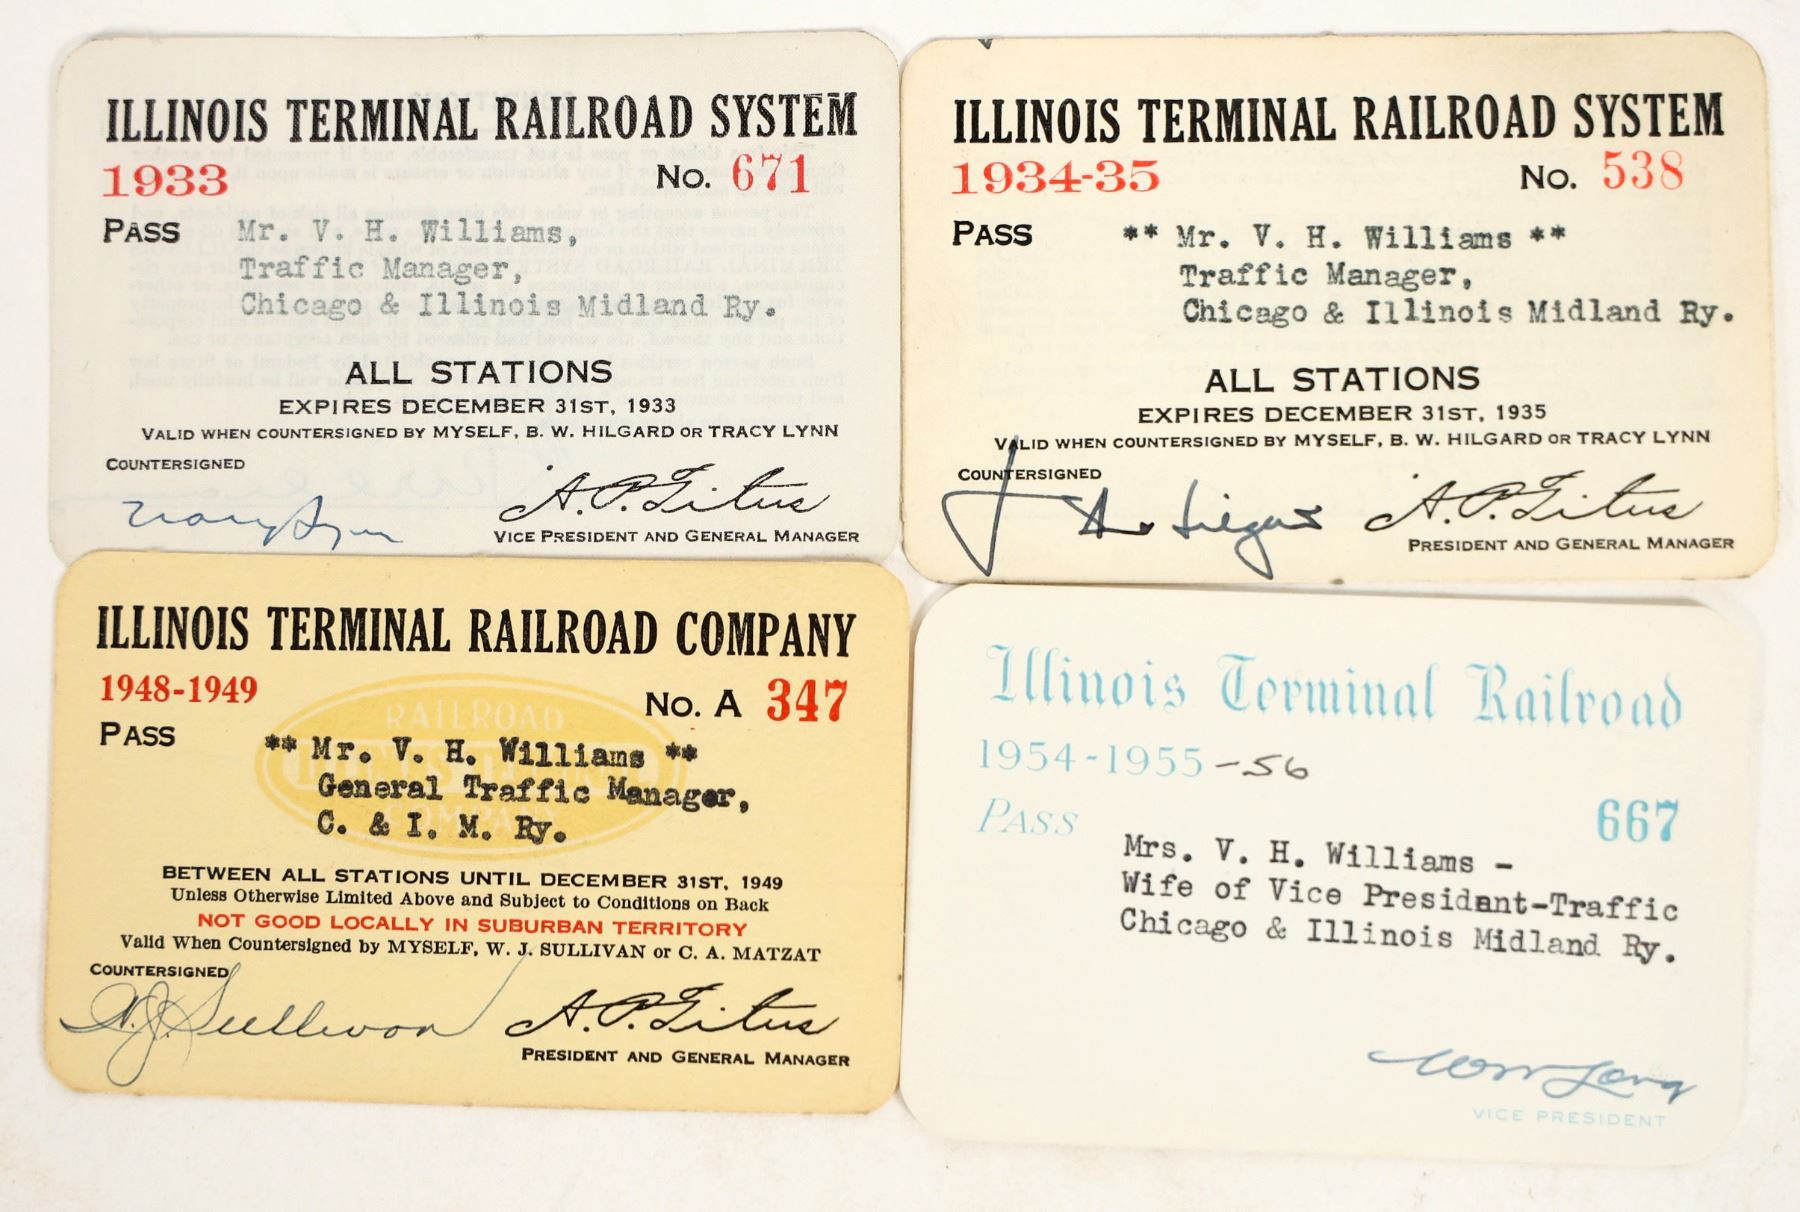 ILLINOIS TERMINAL RAILROAD SYSTEM
1933 No. 671
PASS Mr. V. H. Williams,
Traffic Manager,
Chicago & Illinois Midland Ry.
ALL STATIONS
EXPIRES DECEMBER 31ST, 1933
VALID WHEN COUNTERSIGNED BY MYSELF, B. W. HILGARD OR TRACY LYNN
COUNTERSIGNED
Tracy Lynn A. P. Titus
VICE PRESIDENT AND GENERAL MANAGER
ILLINOIS TERMINAL RAILROAD SYSTEM
1934-35 No. 538
PASS ** Mr. V. H. Williams **
Traffic Manager,
Chicago & Illinois Midland Ry.
ALL STATIONS
EXPIRES DECEMBER 31ST, 1935
VALID WHEN COUNTERSIGNED BY MYSELF, B. W. HILGARD OR TRACY LYNN
COUNTERSIGNED
A. P. Titus
PRESIDENT AND GENERAL MANAGER
ILLINOIS TERMINAL RAILROAD COMPANY
1948-1949 No. A 347
RAILROAD
PASS ** Mr. V. H. Williams **
ILLINOIS TERMINAL
General Traffic Manager,
COMPANY
C. & I. M. Ry.
BETWEEN ALL STATIONS UNTIL DECEMBER 31ST, 1949
Unless Otherwise Limited Above and Subject to Conditions on Back
NOT GOOD LOCALLY IN SUBURBAN TERRITORY
Valid When Countersigned by MYSELF, W. J. SULLIVAN or C. A. MATZAT
COUNTERSIGNED
W. J. Sullivan A. P. Titus
PRESIDENT AND GENERAL MANAGER
Illinois Terminal Railroad
1954-1955 -56
PASS 667
Mrs. V. H. Williams -
Wife of Vice President-Traffic
Chicago & Illinois Midland Ry.
VICE PRESIDENT